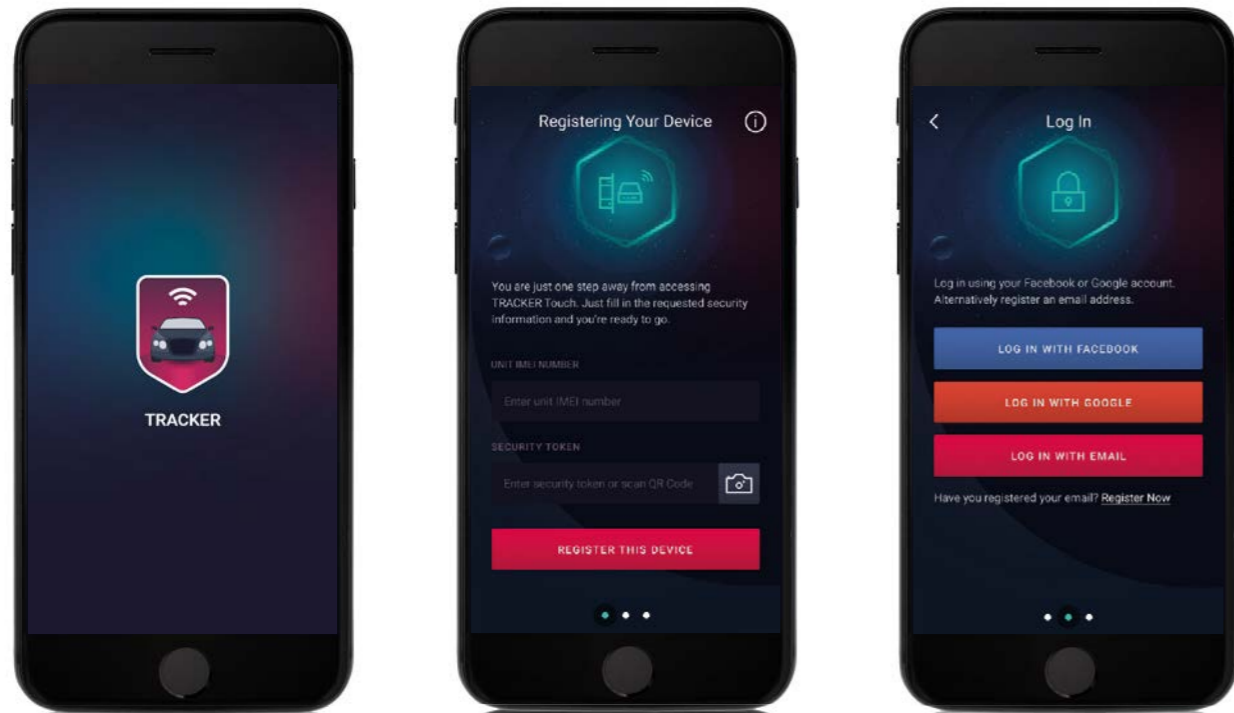 TRACKER
Registering Your Device
You are just one step away from accessing
TRACKER Touch. Just fill in the requested security
information and you're ready to go.
UNIT IMEI NUMBER
Enter unit IMEI number
SECURITY TOKEN
Enter security token or scan QR Code
REGISTER THIS DEVICE
Log In
Log in using your Facebook or Google account.
Alternatively register an email address.
LOG IN WITH FACEBOOK
LOG IN WITH GOOGLE
LOG IN WITH EMAIL
Have you registered your email? Register Now